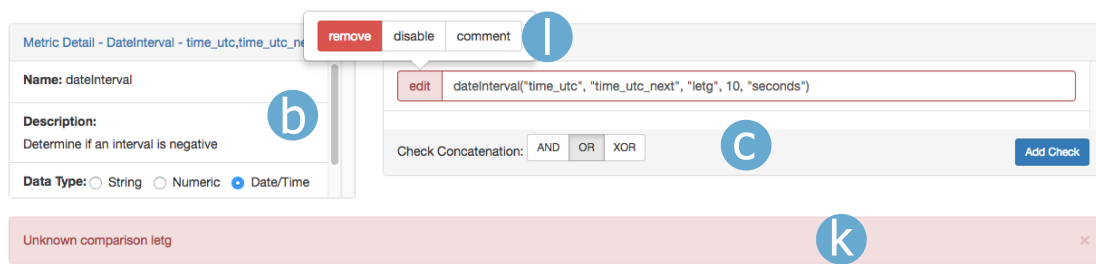 remove disable comment l
Metric Detail - DateInterval - time_utc,time_utc_ne
Name: dateInterval
b
Description:
Determine if an interval is negative
Data Type: String Numeric Date/Time
edit dateInterval("time_utc", "time_utc_next", "letg", 10, "seconds")
c
Check Concatenation: AND OR XOR Add Check
Unknown comparison letg k ×